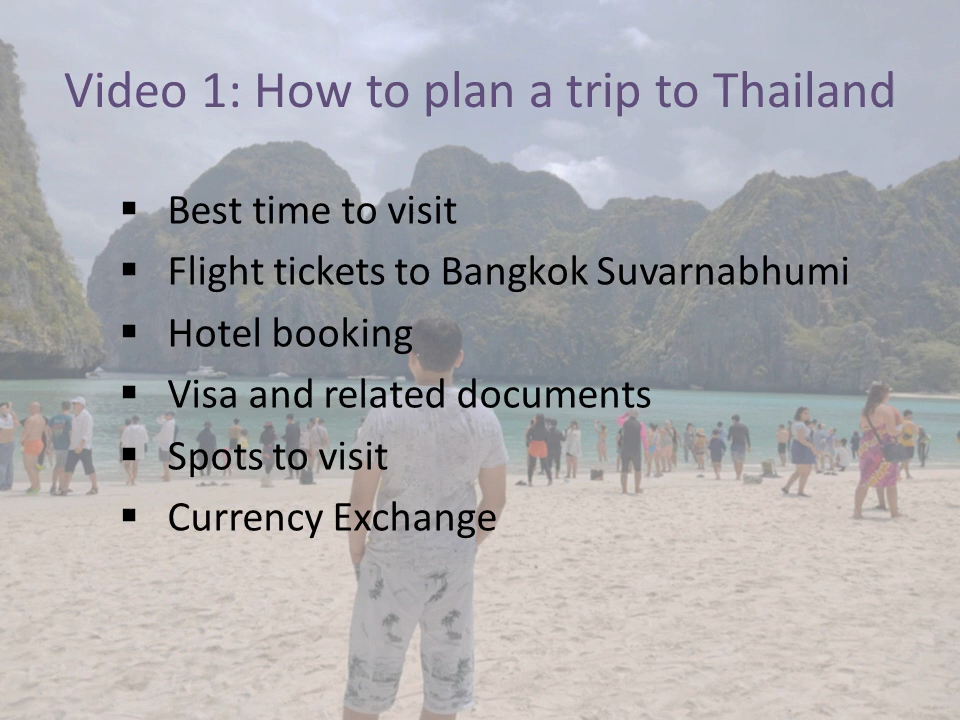 Video 1: How to plan a trip to Thailand
▪ Best time to visit
▪ Flight tickets to Bangkok Suvarnabhumi
▪ Hotel booking
▪ Visa and related documents
▪ Spots to visit
▪ Currency Exchange